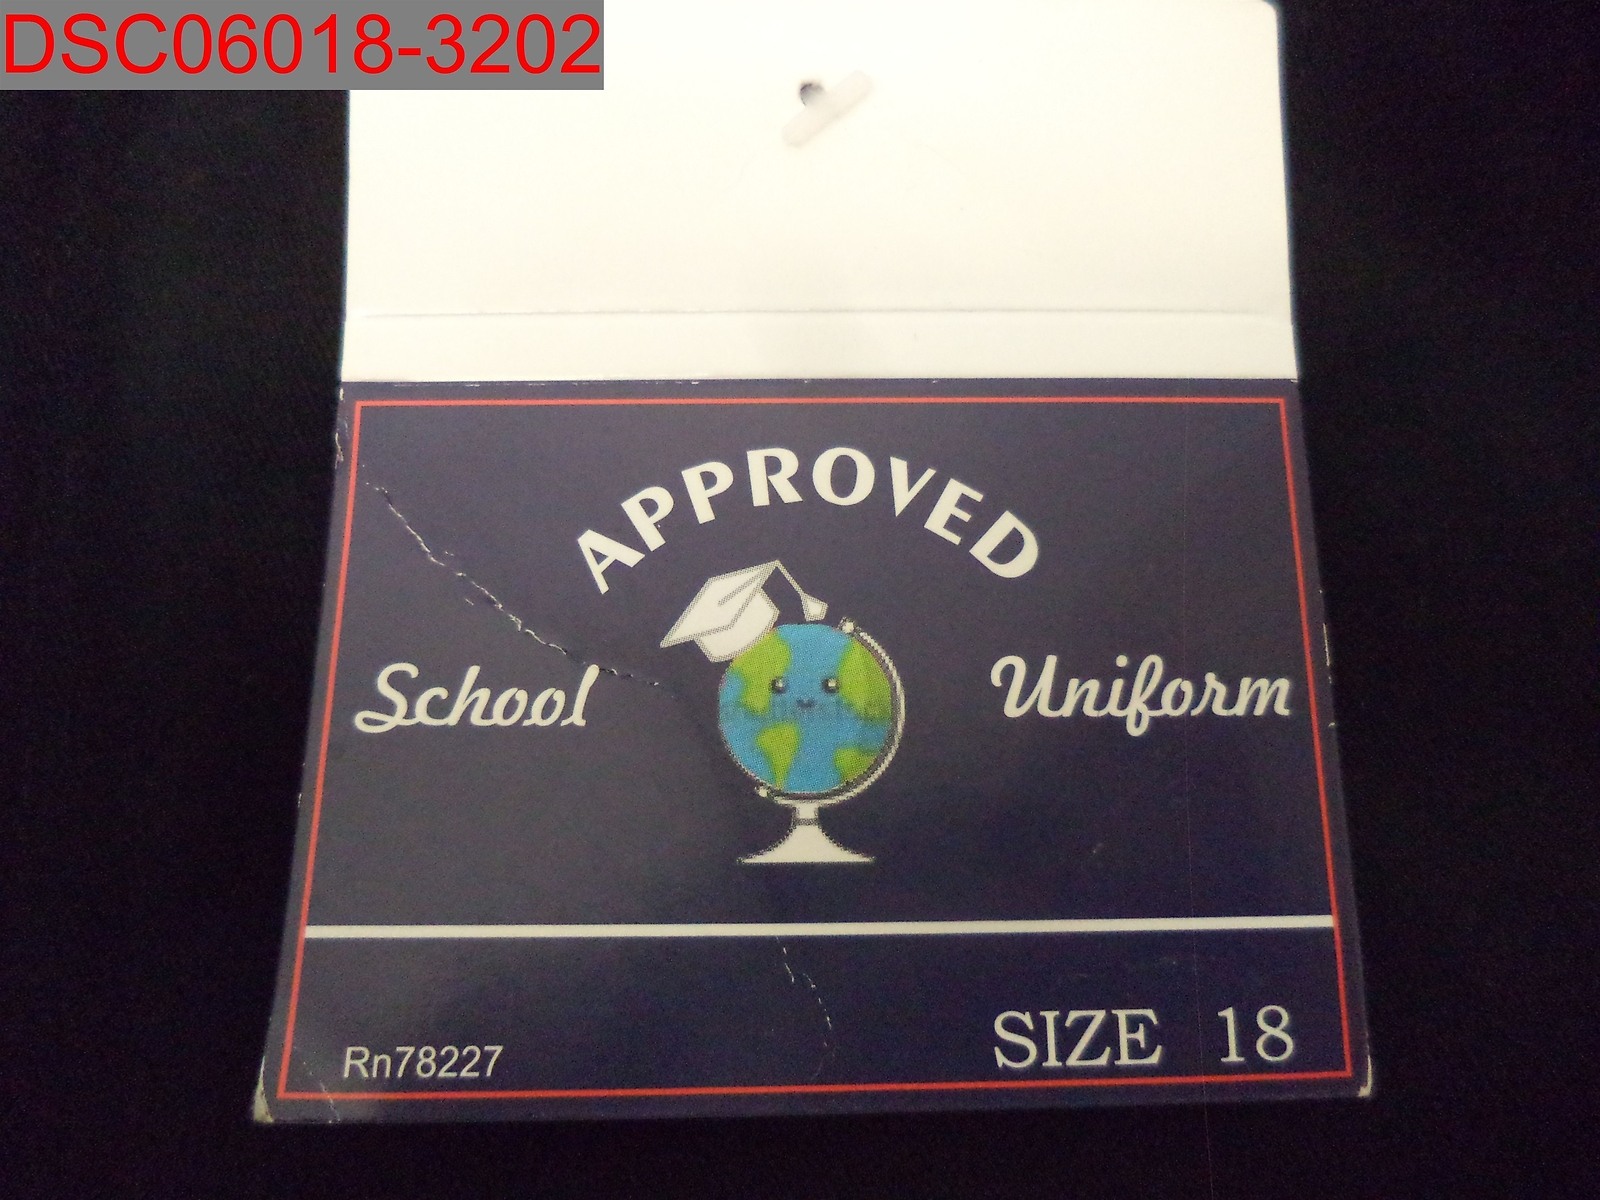 DSC06018-3202
APPROVED
School
Uniform
Rn78227
SIZE 18